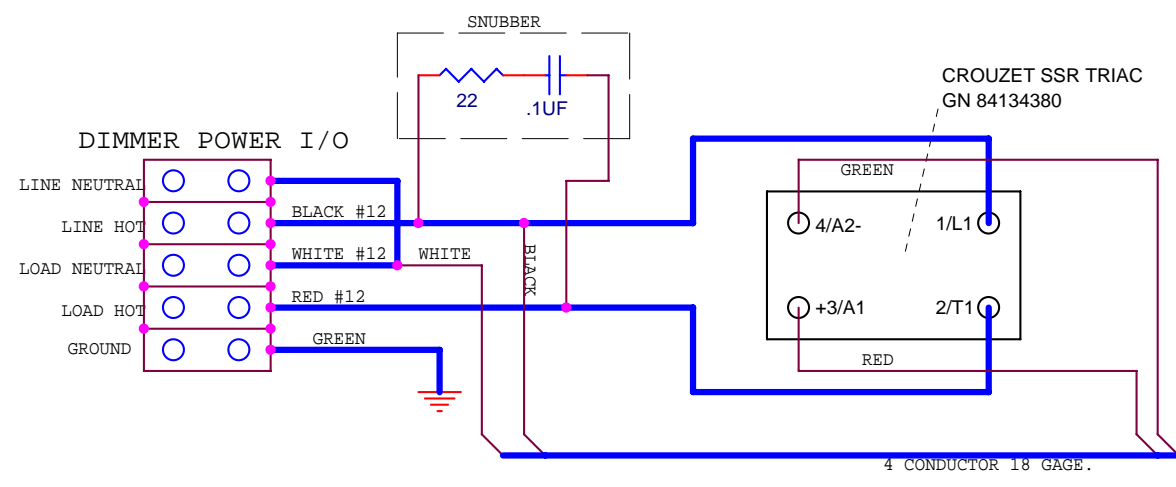 SNUBBER
22
.1UF
CROUZET SSR TRIAC
GN 84134380
DIMMER POWER I/O
LINE NEUTRAL
LINE HOT
LOAD NEUTRAL
LOAD HOT
GROUND
BLACK #12
WHITE #12
WHITE
BLACK
RED #12
GREEN
GREEN
4/A2-
1/L1
+3/A1
2/T1
RED
4 CONDUCTOR 18 GAGE.